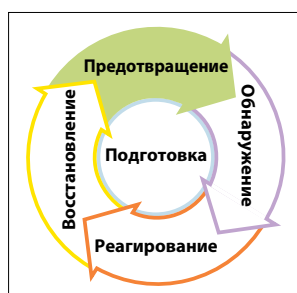 Предотвращение
Обнаружение
Подготовка
Восстановление
Реагирование